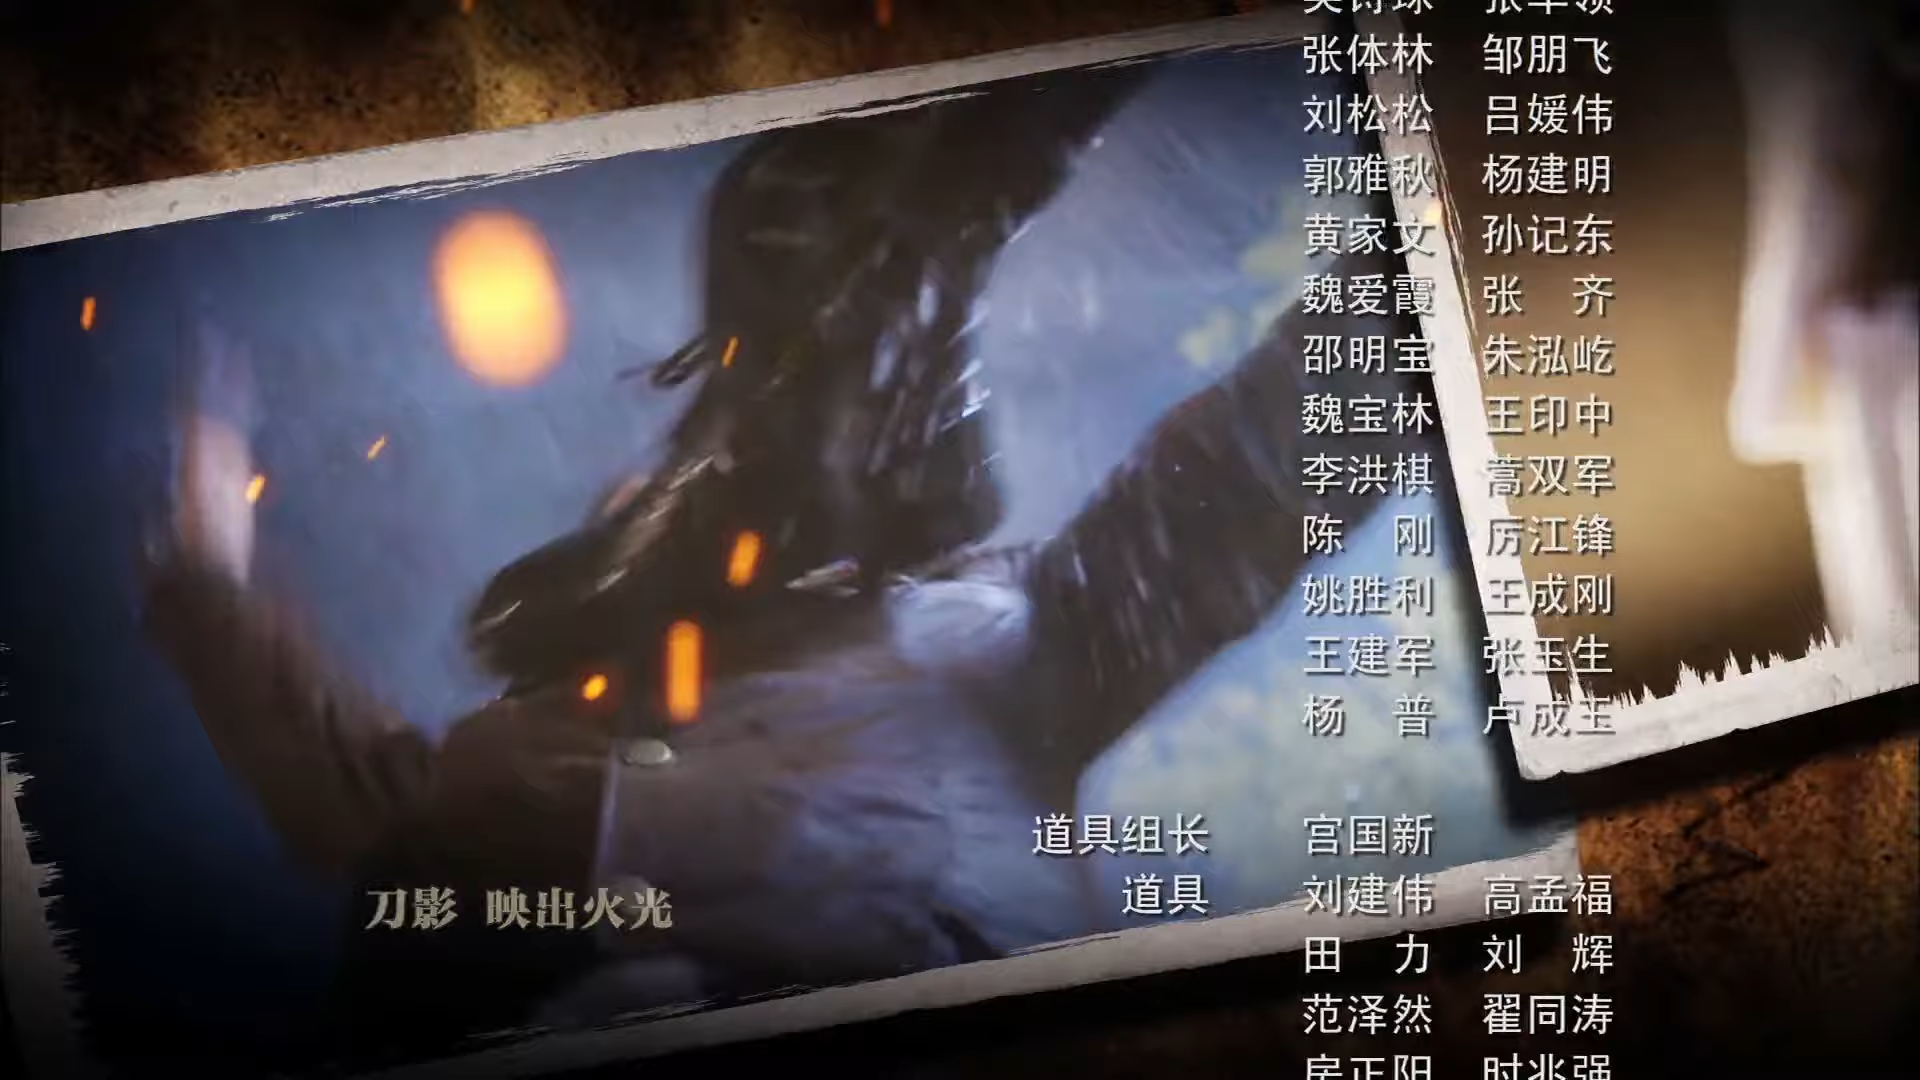 张体林 邹朋飞
刘松松 吕媛伟
郭雅秋 杨建明
黄家文 孙记东
魏爱霞 张 齐
邵明宝 朱泓屹
魏宝林 王印中
李洪棋 蒿双军
陈 刚 厉江锋
姚胜利 王成刚
王建军 张玉生
杨 普 卢成玉
道具组长 宫国新
道具 刘建伟 高孟福
田 力 刘 辉
范泽然 翟同涛
刀影 映出火光